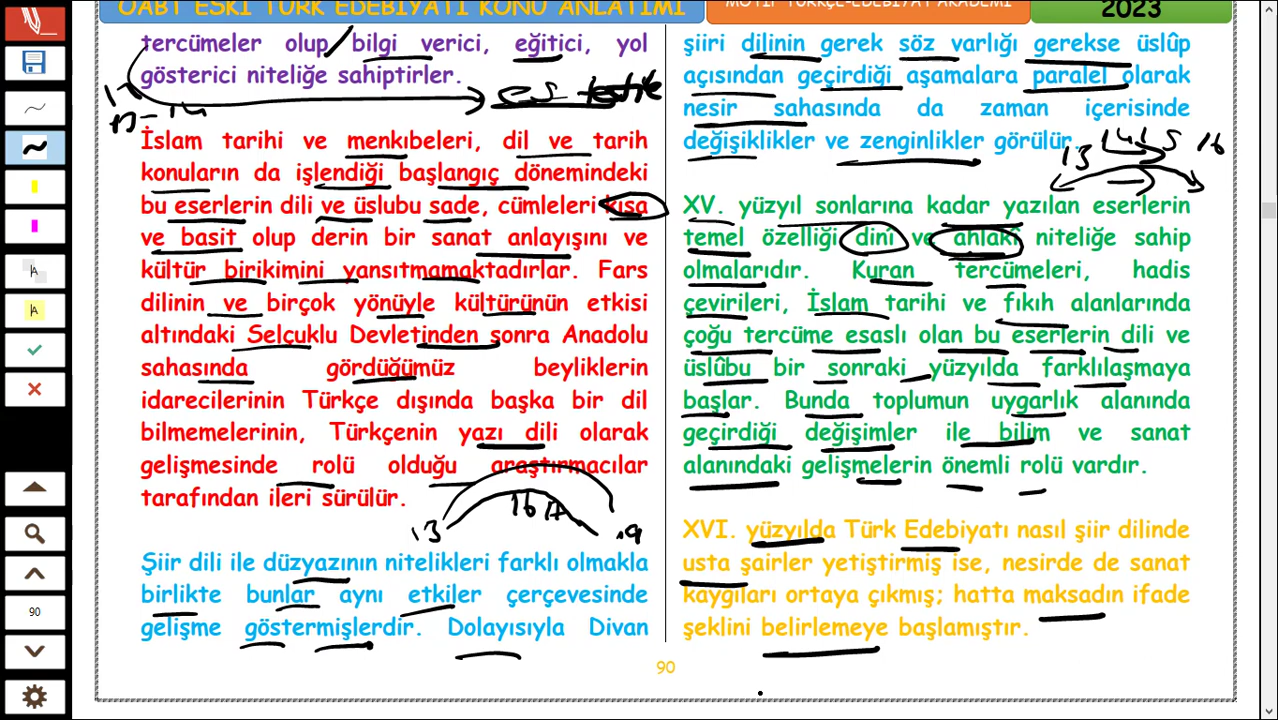 ÖABT ESKİ TÜRK EDEBİYATI KONU ANLATIMI
MOTİF TÜRKÇE-EDEBİYAT AKADEMİ
2023
tercümeler olup bilgi verici, eğitici, yol
gösterici niteliğe sahiptirler.
İslam tarihi ve menkıbeleri, dil ve tarih
konuların da işlendiği başlangıç dönemindeki
bu eserlerin dili ve üslubu sade, cümleleri kısa
ve basit olup derin bir sanat anlayışını ve
kültür birikimini yansıtmamaktadırlar. Fars
dilinin ve birçok yönüyle kültürünün etkisi
altındaki Selçuklu Devletinden sonra Anadolu
sahasında gördüğümüz beyliklerin
idarecilerinin Türkçe dışında başka bir dil
bilmemelerinin, Türkçenin yazı dili olarak
gelişmesinde rolü olduğu araştırmacılar
tarafından ileri sürülür.
13 16 17 19
Şiir dili ile düzyazının nitelikleri farklı olmakla
birlikte bunlar aynı etkiler çerçevesinde
gelişme göstermişlerdir. Dolayısıyla Divan
şiiri dilinin gerek söz varlığı gerekse üslûp
açısından geçirdiği aşamalara paralel olarak
nesir sahasında da zaman içerisinde
değişiklikler ve zenginlikler görülür.
13 14 15 16
XV. yüzyıl sonlarına kadar yazılan eserlerin
temel özelliği dini ve ahlakî niteliğe sahip
olmalarıdır. Kuran tercümeleri, hadis
çevirileri, İslam tarihi ve fıkıh alanlarında
çoğu tercüme esaslı olan bu eserlerin dili ve
üslûbu bir sonraki yüzyılda farklılaşmaya
başlar. Bunda toplumun uygarlık alanında
geçirdiği değişimler ile bilim ve sanat
alanındaki gelişmelerin önemli rolü vardır.
XVI. yüzyılda Türk Edebiyatı nasıl şiir dilinde
usta şairler yetiştirmiş ise, nesirde de sanat
kaygıları ortaya çıkmış; hatta maksadın ifade
şeklini belirlemeye başlamıştır.
90
90